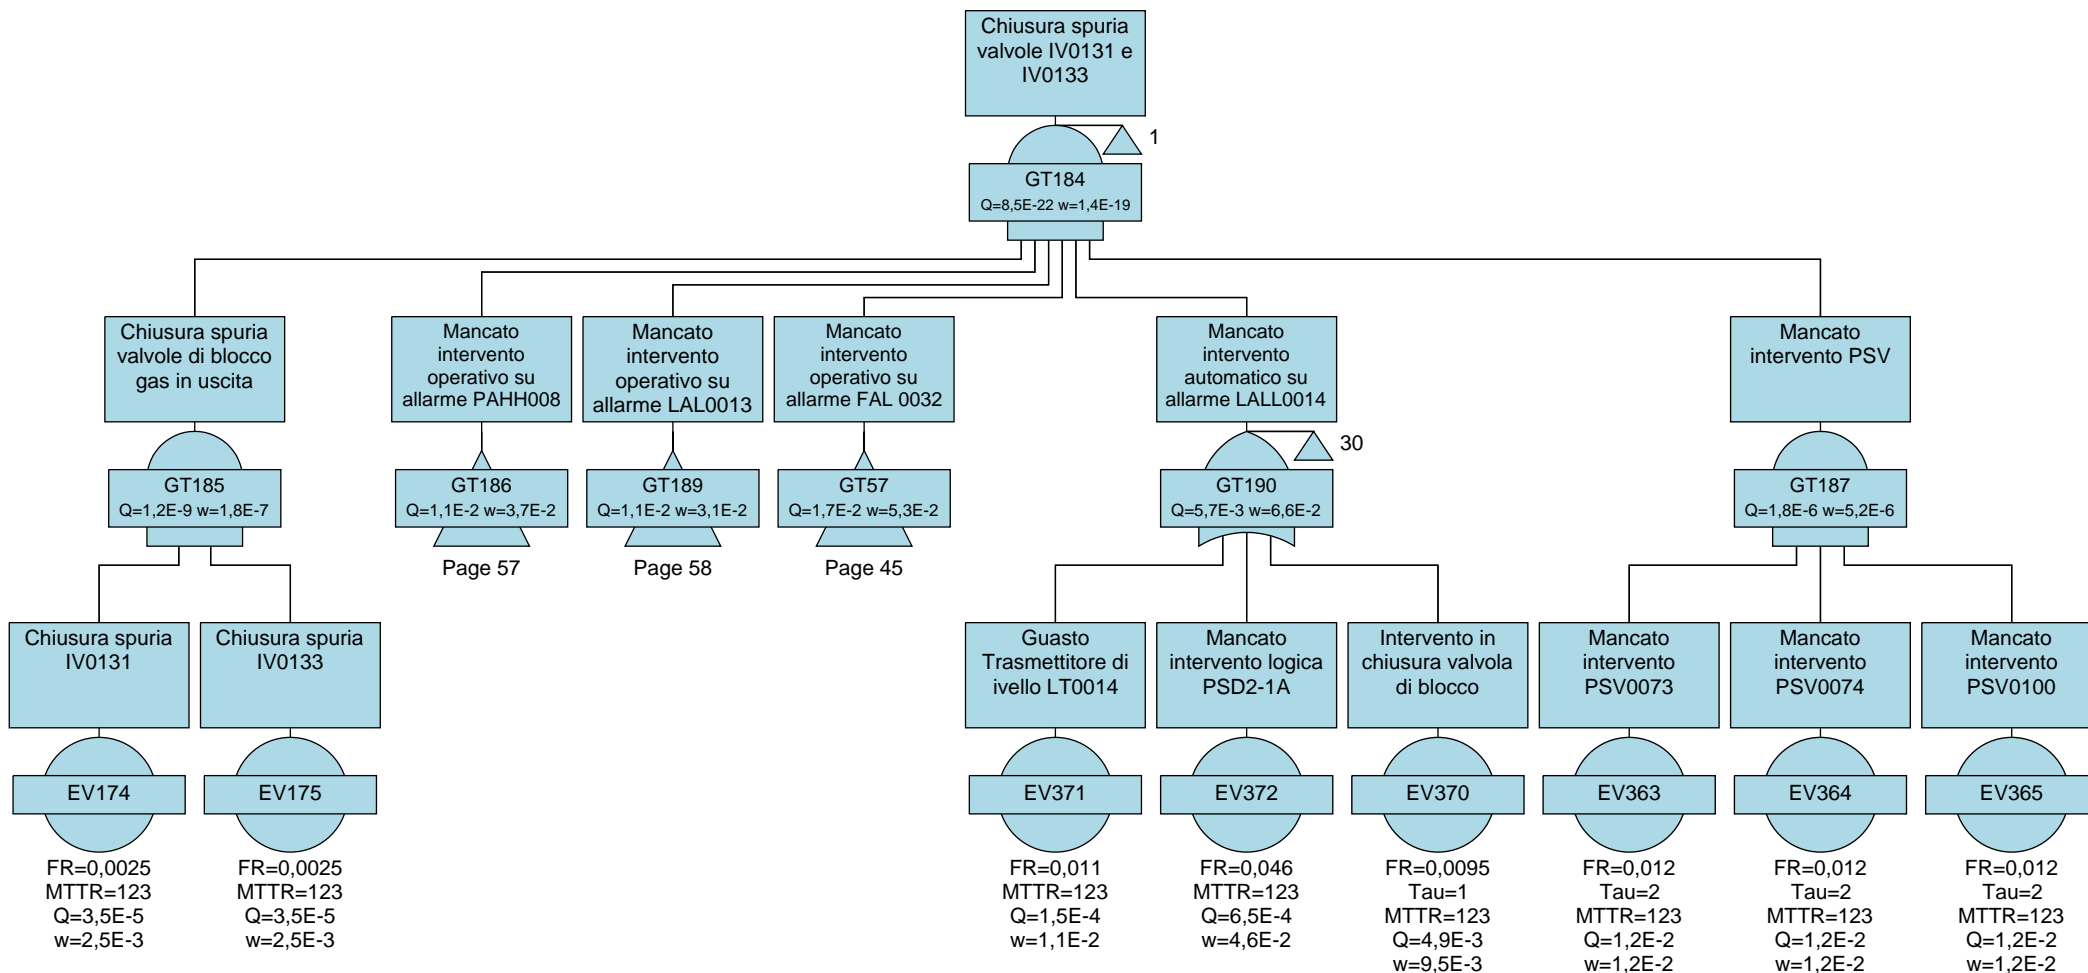 Chiusura spuria
valvole IV0131 e
IV0133
1
GT184
Q=8,5E-22 w=1,4E-19
Chiusura spuria
valvole di blocco
gas in uscita
GT185
Q=1,2E-9 w=1,8E-7
Mancato
intervento
operativo su
allarme PAHH008
GT186
Q=1,1E-2 w=3,7E-2
Page 57
Mancato
intervento
operativo su
allarme LAL0013
GT189
Q=1,1E-2 w=3,1E-2
Page 58
Mancato
intervento
operativo su
allarme FAL 0032
GT57
Q=1,7E-2 w=5,3E-2
Page 45
Mancato
intervento
automatico su
allarme LALL0014
30
GT190
Q=5,7E-3 w=6,6E-2
Mancato
intervento PSV
GT187
Q=1,8E-6 w=5,2E-6
Chiusura spuria
IV0131
EV174
FR=0,0025
MTTR=123
Q=3,5E-5
w=2,5E-3
Chiusura spuria
IV0133
EV175
FR=0,0025
MTTR=123
Q=3,5E-5
w=2,5E-3
Guasto
Trasmettitore di
ivello LT0014
EV371
FR=0,011
MTTR=123
Q=1,5E-4
w=1,1E-2
Mancato
intervento logica
PSD2-1A
EV372
FR=0,046
MTTR=123
Q=6,5E-4
w=4,6E-2
Intervento in
chiusura valvola
di blocco
EV370
FR=0,0095
Tau=1
MTTR=123
Q=4,9E-3
w=9,5E-3
Mancato
intervento
PSV0073
EV363
FR=0,012
Tau=2
MTTR=123
Q=1,2E-2
w=1,2E-2
Mancato
intervento
PSV0074
EV364
FR=0,012
Tau=2
MTTR=123
Q=1,2E-2
w=1,2E-2
Mancato
intervento
PSV0100
EV365
FR=0,012
Tau=2
MTTR=123
Q=1,2E-2
w=1,2E-2